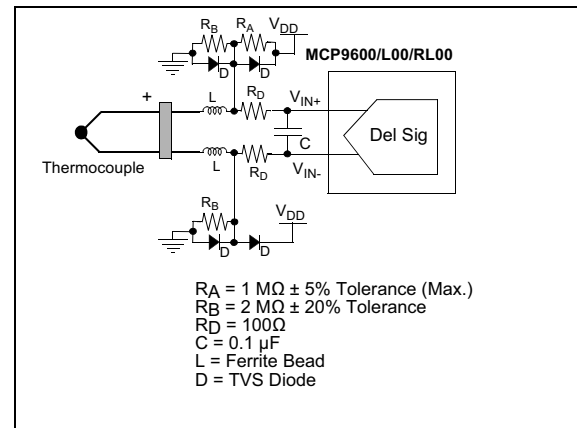 RB RA VDD
D D
MCP9600/L00/RL00
L RD VIN+
+
C Del Sig
Thermocouple
L RD VIN-
RB VDD
D D
RA = 1 MΩ ± 5% Tolerance (Max.)
RB = 2 MΩ ± 20% Tolerance
RD = 100Ω
C = 0.1 µF
L = Ferrite Bead
D = TVS Diode